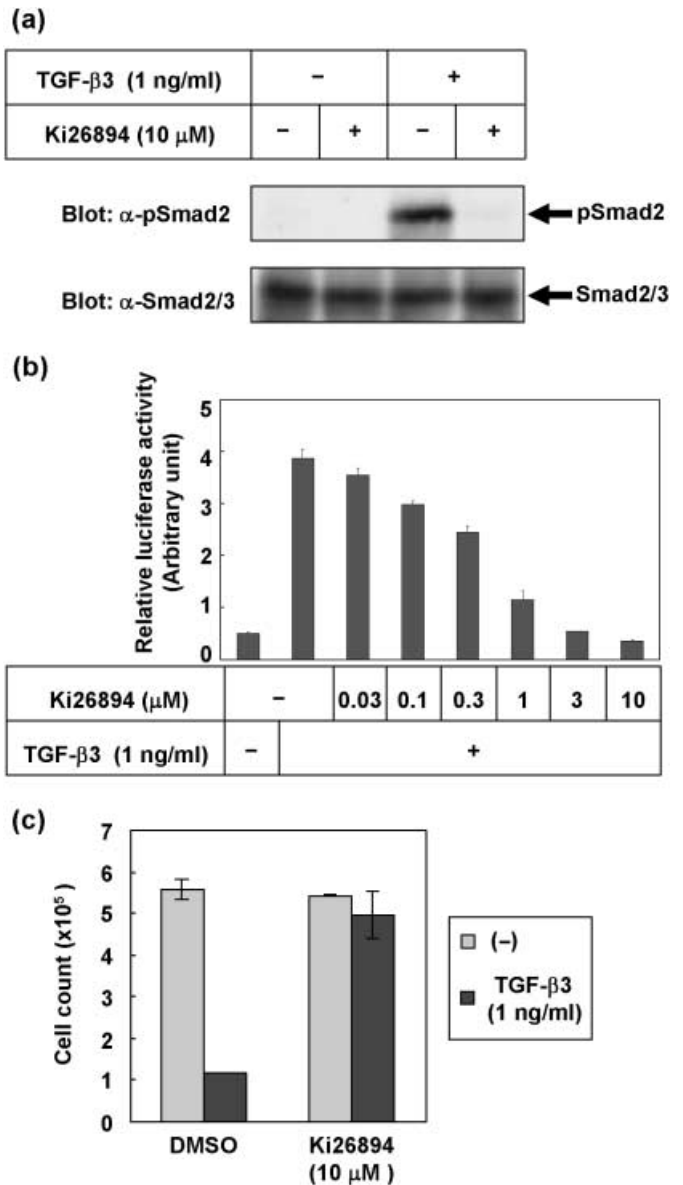 (a)
TGF-β3 (1 ng/ml) – +
Ki26894 (10 µM) – + – +
Blot: α-pSmad2 pSmad2
Blot: α-Smad2/3 Smad2/3
(b)
Relative luciferase activity
(Arbitrary unit)
5
4
3
2
1
0
Ki26894 (µM) – 0.03 0.1 0.3 1 3 10
TGF-β3 (1 ng/ml) – +
(c)
Cell count (x10⁵)
7
6
5
4
3
2
1
0
DMSO Ki26894
(10 µM )
(–)
TGF-β3
(1 ng/ml)